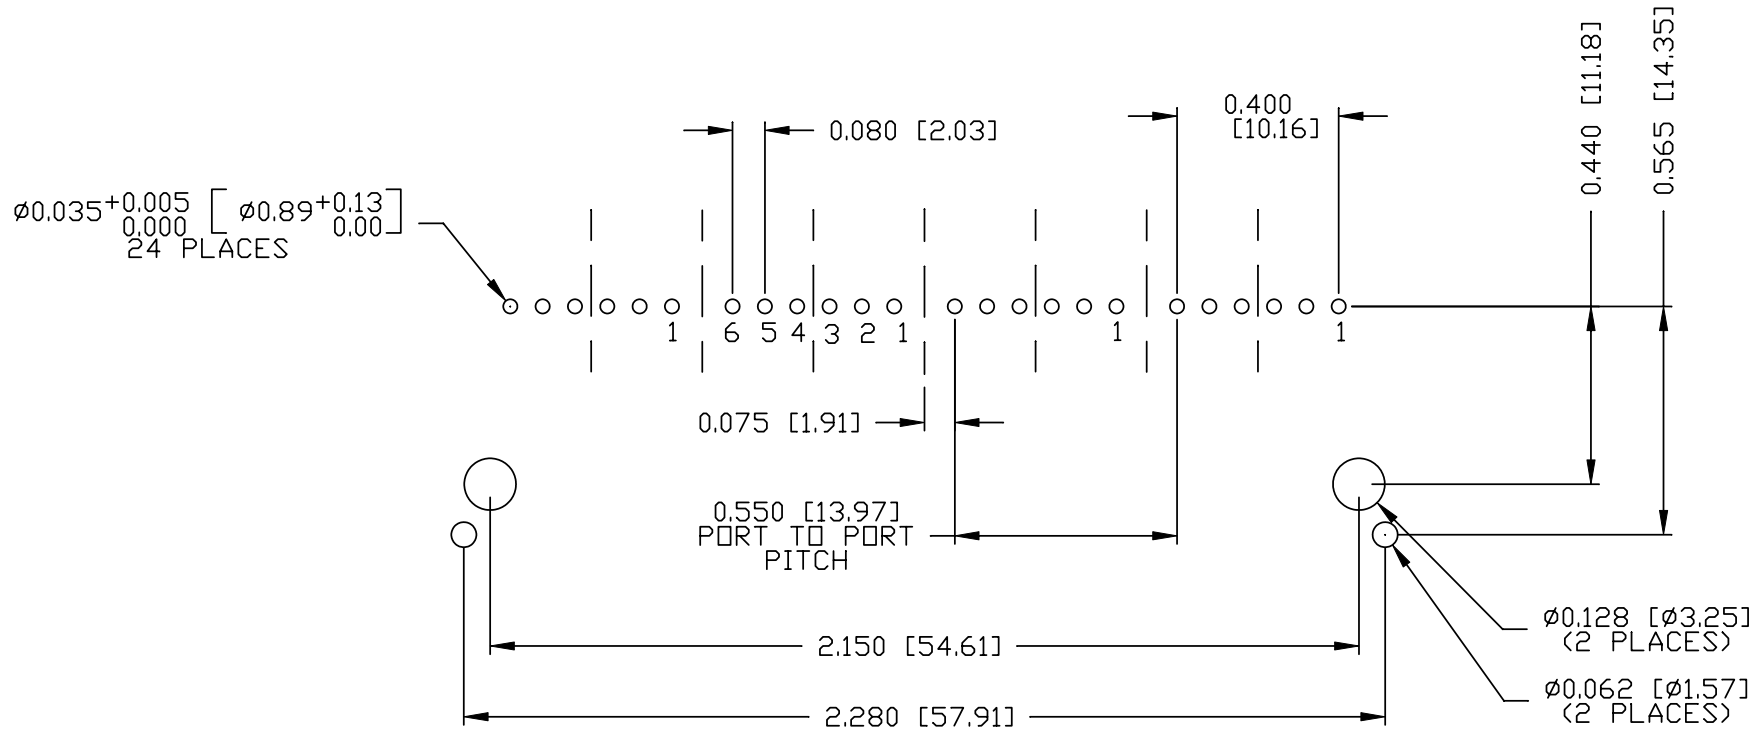 0.440 [11.18]
0.565 [14.35]
0.400
[10.16]
0.080 [2.03]
ø0.035+0.005 [ø0.89+0.13]
0.000 0.00
24 PLACES
1 6 5 4 3 2 1 1 1
0.075 [1.91]
0.550 [13.97]
PORT TO PORT
PITCH
ø0.128 [ø3.25]
(2 PLACES)
2.150 [54.61]
ø0.062 [ø1.57]
(2 PLACES)
2.280 [57.91]